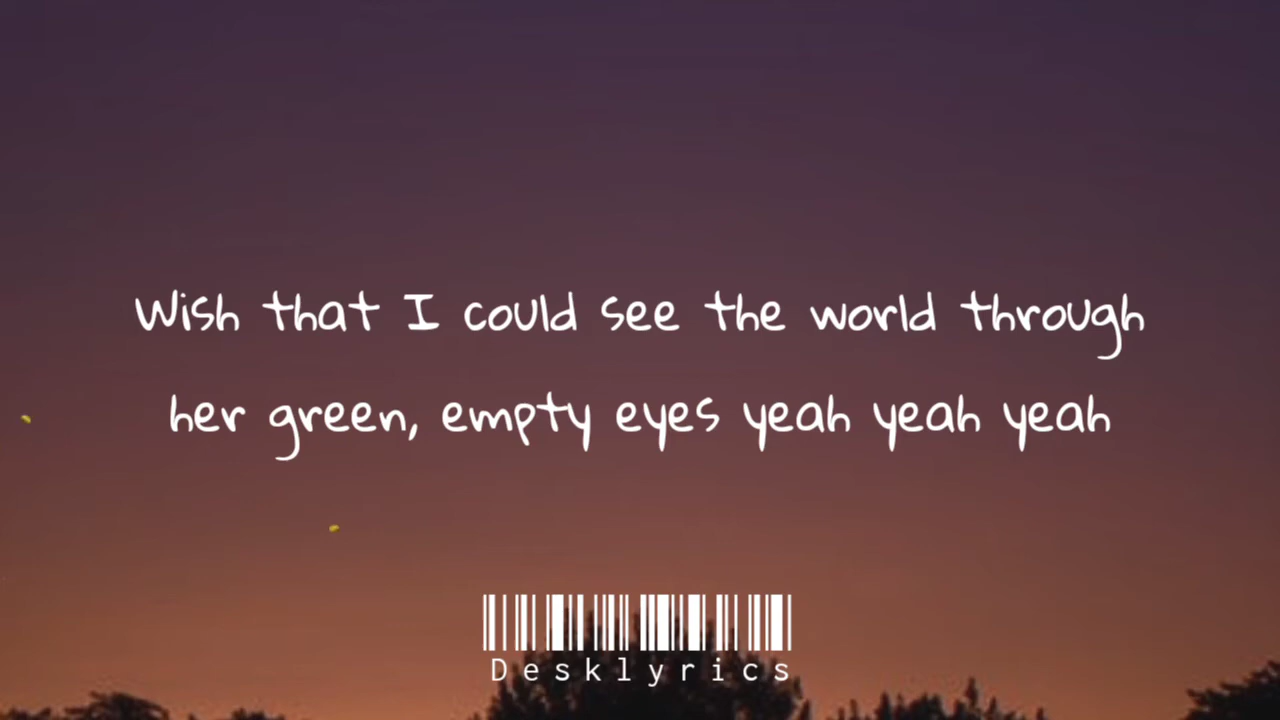 Wish that I could see the world through
her green, empty eyes yeah yeah yeah
Desklyrics